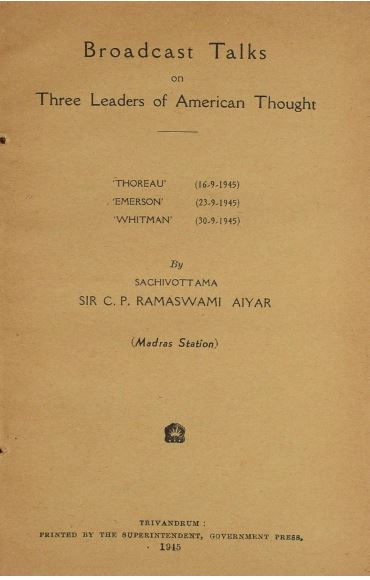 Broadcast Talks
on
Three Leaders of American Thought
'THOREAU' (16-9-1945)
'EMERSON' (23-9-1945)
'WHITMAN' (30-9-1945)
By
SACHIVOTTAMA
SIR C. P. RAMASWAMI AIYAR
(Madras Station)
TRIVANDRUM :
PRINTED BY THE SUPERINTENDENT, GOVERNMENT PRESS,
1945